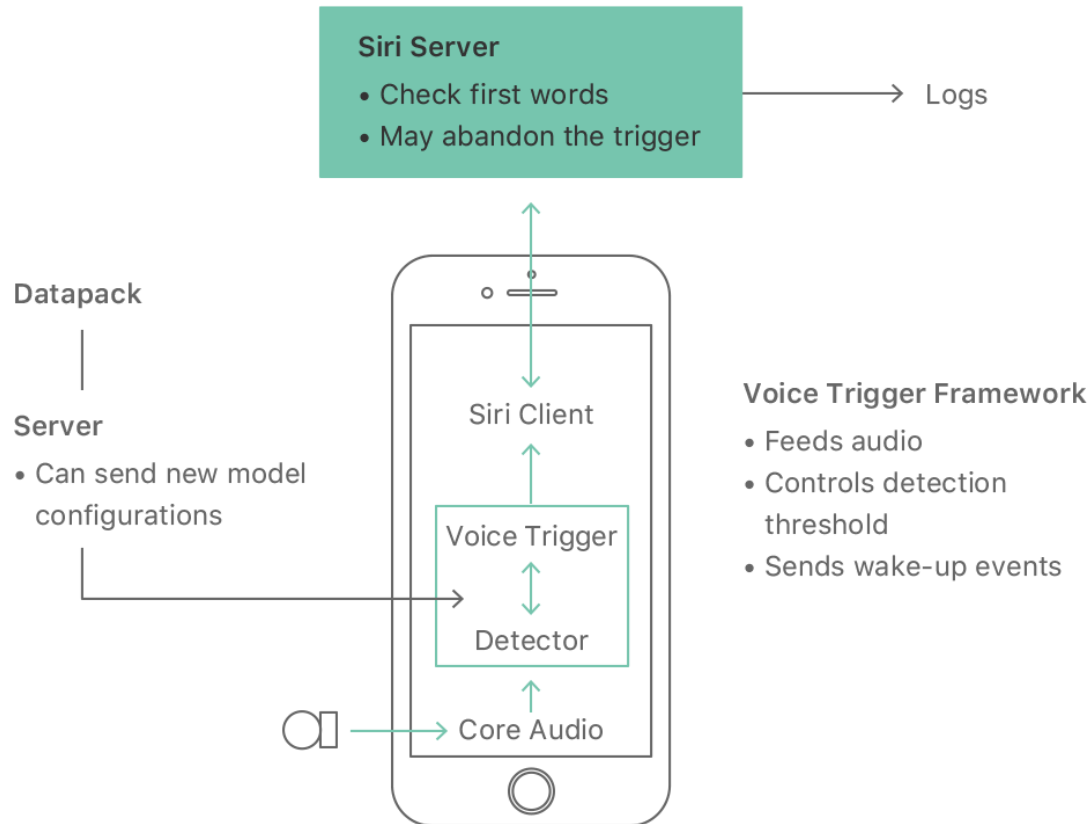 Siri Server
• Check first words
• May abandon the trigger
Logs
Datapack
Server
• Can send new model
configurations
Siri Client
Voice Trigger
Detector
Core Audio
Voice Trigger Framework
• Feeds audio
• Controls detection
threshold
• Sends wake-up events